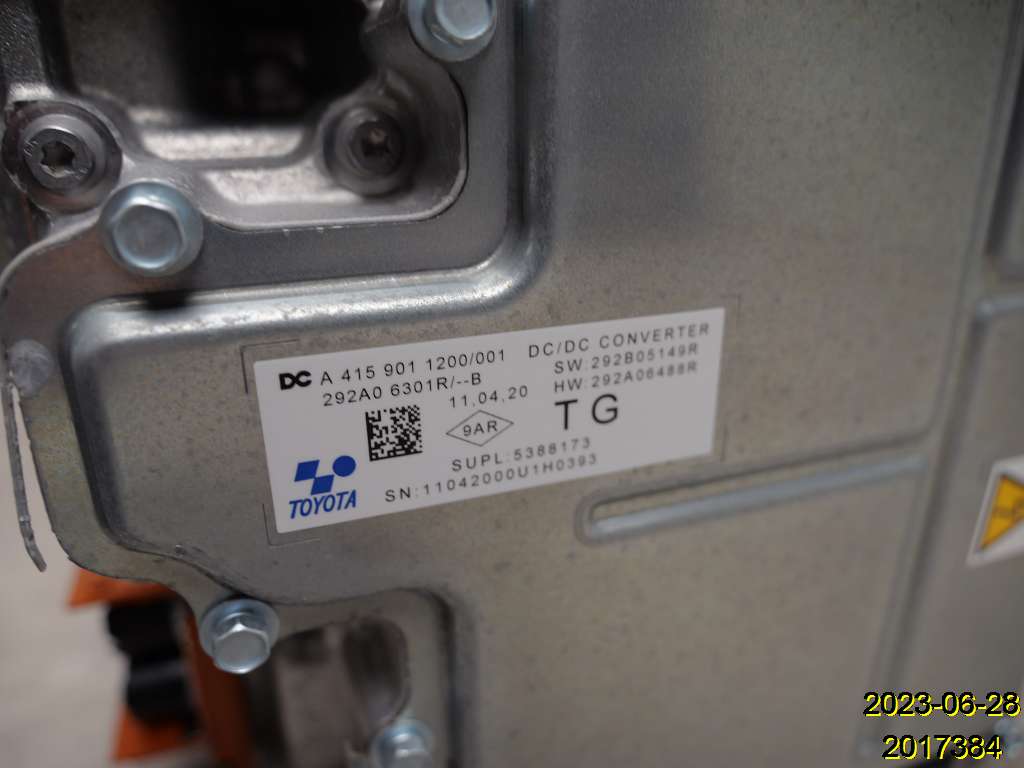 DC A 415 901 1200/001
292A0 6301R/--B
11,04,20
9AR
DC/DC CONVERTER
SW:292B05149R
HW:292A06488R
TG
SUPL:5388173
SN:11042000U1H0393
TOYOTA
2023-06-28
2017384